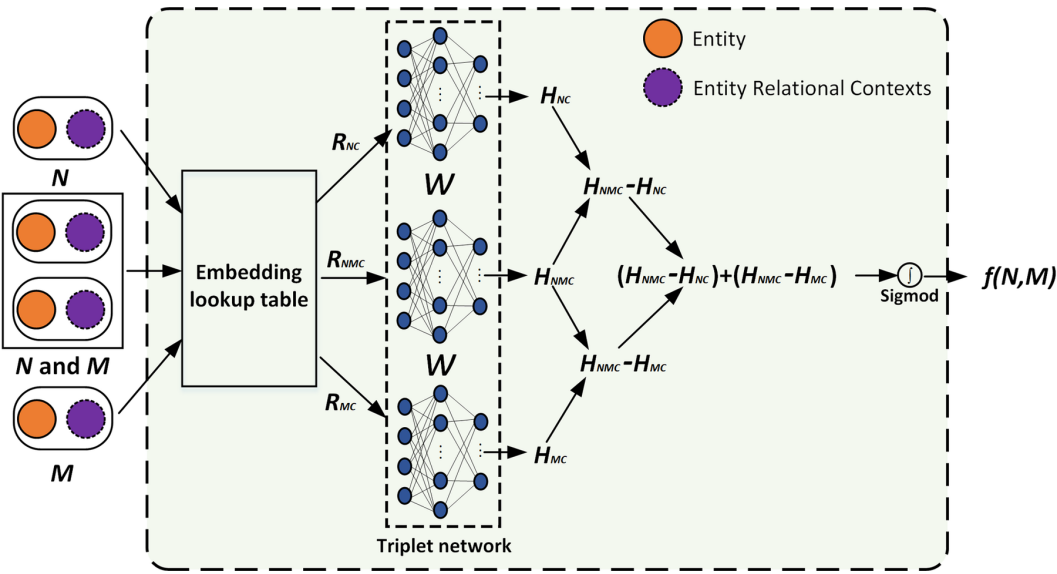 Entity
Entity Relational Contexts
N
N and M
M
Embedding
lookup table
R_NC
R_NMC
R_MC
W
W
Triplet network
H_NC
H_NMC
H_MC
H_NMC-H_NC
H_NMC-H_MC
(H_NMC-H_NC)+(H_NMC-H_MC)
∫
Sigmod
f(N,M)